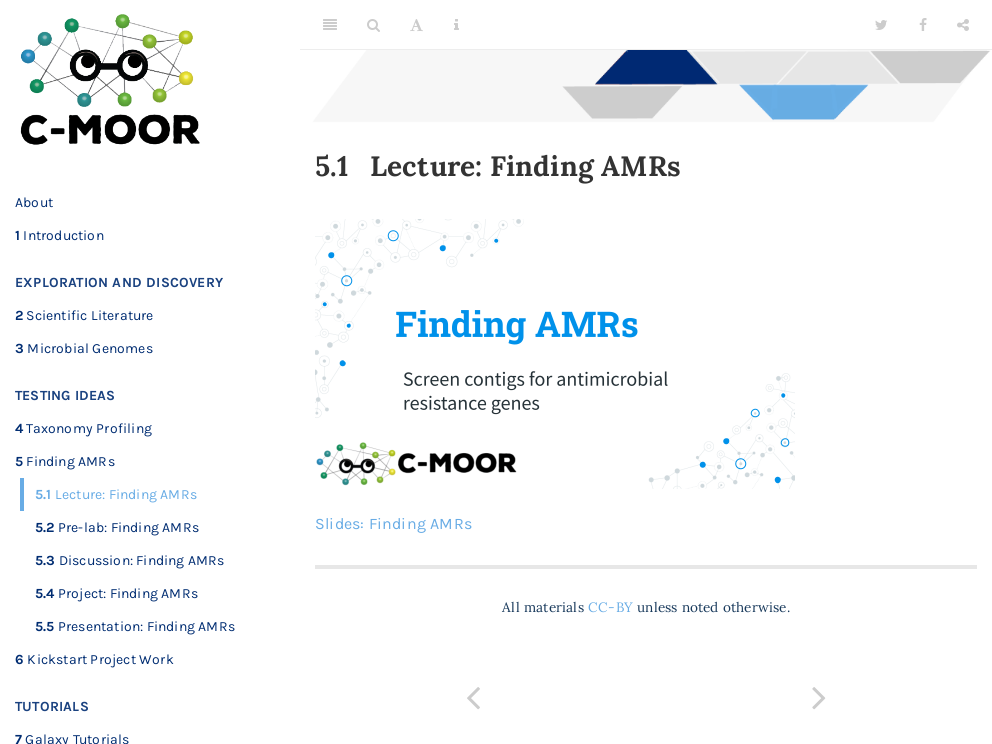 C-MOOR
About
1 Introduction
EXPLORATION AND DISCOVERY
2 Scientific Literature
3 Microbial Genomes
TESTING IDEAS
4 Taxonomy Profiling
5 Finding AMRs
5.1 Lecture: Finding AMRs
5.2 Pre-lab: Finding AMRs
5.3 Discussion: Finding AMRs
5.4 Project: Finding AMRs
5.5 Presentation: Finding AMRs
6 Kickstart Project Work
TUTORIALS
7 Galaxy Tutorials
A
5.1 Lecture: Finding AMRs
Finding AMRs
Screen contigs for antimicrobial
resistance genes
C-MOOR
Slides: Finding AMRs
All materials CC-BY unless noted otherwise.